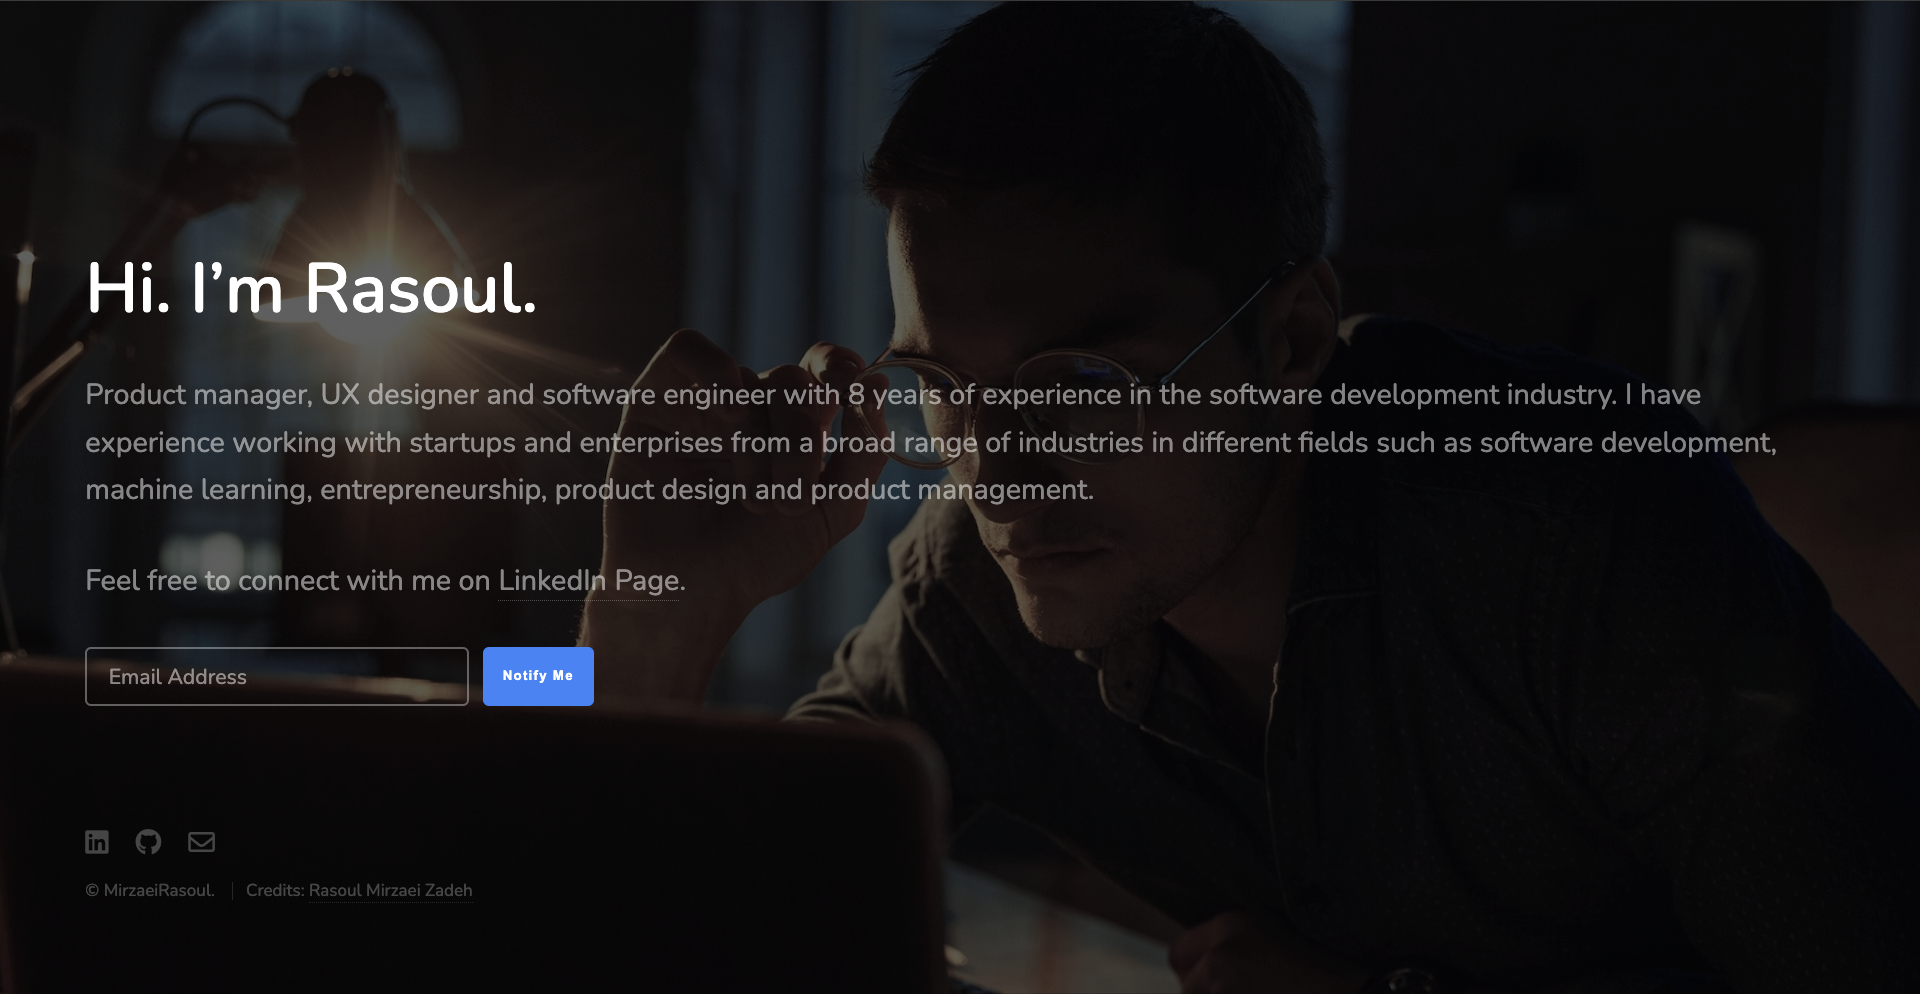 Hi. I’m Rasoul.
Product manager, UX designer and software engineer with 8 years of experience in the software development industry. I have
experience working with startups and enterprises from a broad range of industries in different fields such as software development,
machine learning, entrepreneurship, product design and product management.
Feel free to connect with me on LinkedIn Page.
Email Address
Notify Me
© MirzaeiRasoul.
Credits: Rasoul Mirzaei Zadeh